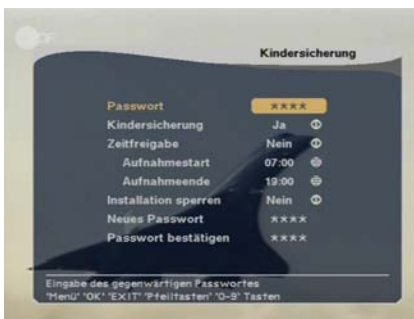 Kindersicherung
Passwort ****
Kindersicherung Ja
Zeitfreigabe Nein
Aufnahmestart 07:00
Aufnahmeende 19:00
Installation sperren Nein
Neues Passwort ****
Passwort bestätigen ****
Eingabe des gegenwärtigen Passwortes
'Menü' 'OK' 'EXIT' 'Pfeiltasten' '0-9' Tasten